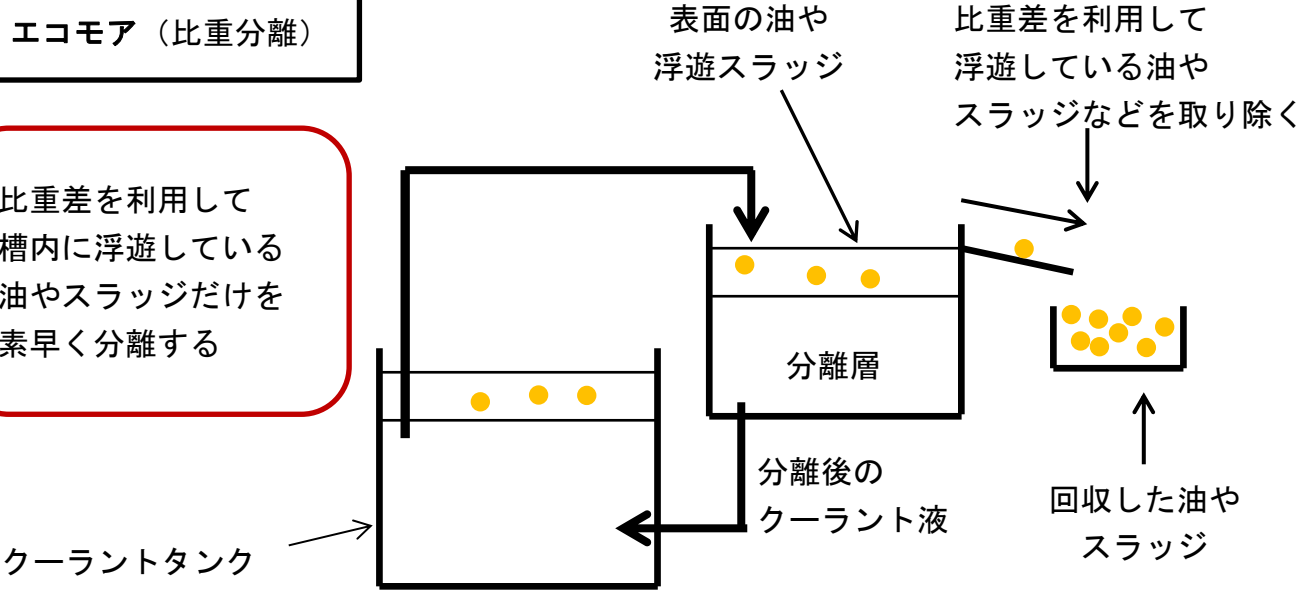 エコモア（比重分離）
表面の油や
浮遊スラッジ
比重差を利用して
浮遊している油や
スラッジなどを取り除く
比重差を利用して
槽内に浮遊している
油やスラッジだけを
素早く分離する
分離層
分離後の
クーラント液
回収した油や
スラッジ
クーラントタンク